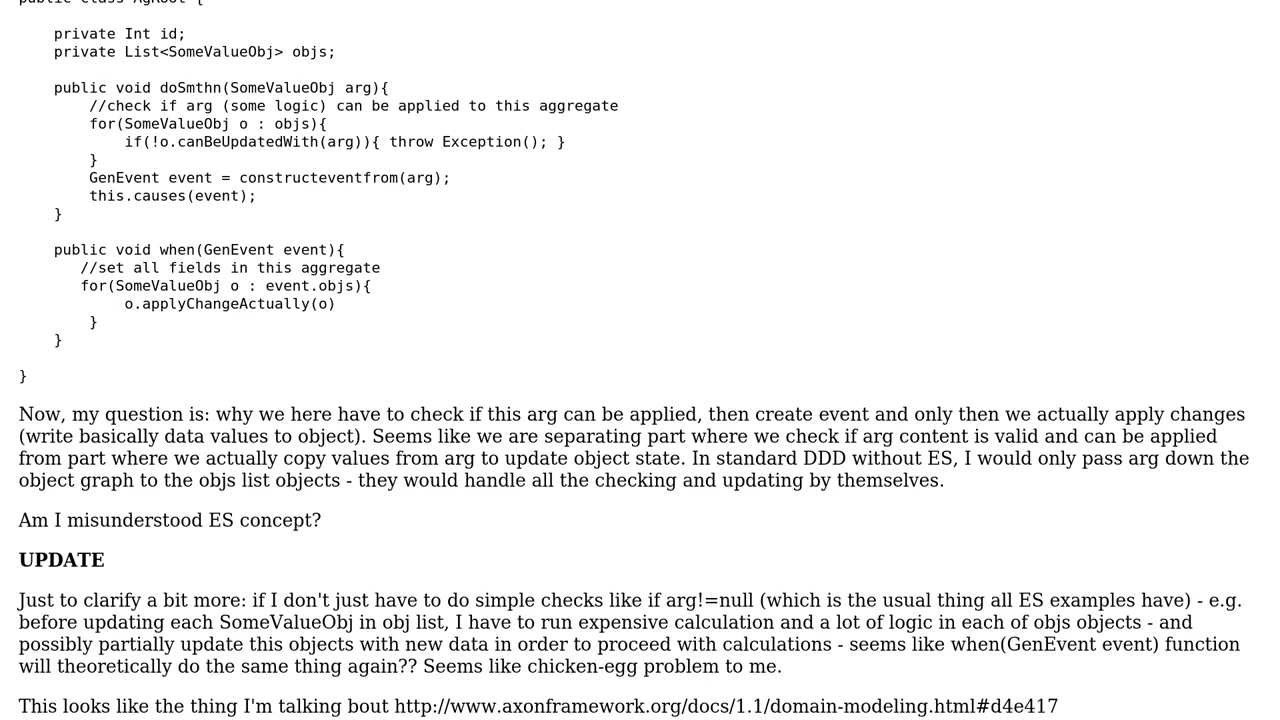 public class AgRoot {
    private Int id;
    private List<SomeValueObj> objs;
    public void doSmthn(SomeValueObj arg){
        //check if arg (some logic) can be applied to this aggregate
        for(SomeValueObj o : objs){
            if(!o.canBeUpdatedWith(arg)){ throw Exception(); }
        }
        GenEvent event = constructeventfrom(arg);
        this.causes(event);
    }
    public void when(GenEvent event){
       //set all fields in this aggregate
       for(SomeValueObj o : event.objs){
            o.applyChangeActually(o)
        }
    }
}
Now, my question is: why we here have to check if this arg can be applied, then create event and only then we actually apply changes
(write basically data values to object). Seems like we are separating part where we check if arg content is valid and can be applied
from part where we actually copy values from arg to update object state. In standard DDD without ES, I would only pass arg down the
object graph to the objs list objects - they would handle all the checking and updating by themselves.
Am I misunderstood ES concept?
UPDATE
Just to clarify a bit more: if I don't just have to do simple checks like if arg!=null (which is the usual thing all ES examples have) - e.g.
before updating each SomeValueObj in obj list, I have to run expensive calculation and a lot of logic in each of objs objects - and
possibly partially update this objects with new data in order to proceed with calculations - seems like when(GenEvent event) function
will theoretically do the same thing again?? Seems like chicken-egg problem to me.
This looks like the thing I'm talking bout http://www.axonframework.org/docs/1.1/domain-modeling.html#d4e417